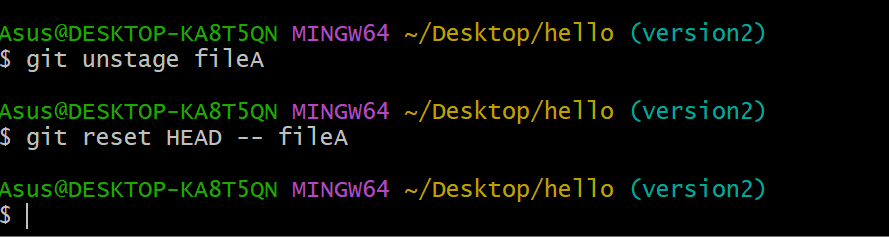 Asus@DESKTOP-KA8T5QN MINGW64 ~/Desktop/hello (version2)
$ git unstage fileA
Asus@DESKTOP-KA8T5QN MINGW64 ~/Desktop/hello (version2)
$ git reset HEAD -- fileA
Asus@DESKTOP-KA8T5QN MINGW64 ~/Desktop/hello (version2)
$